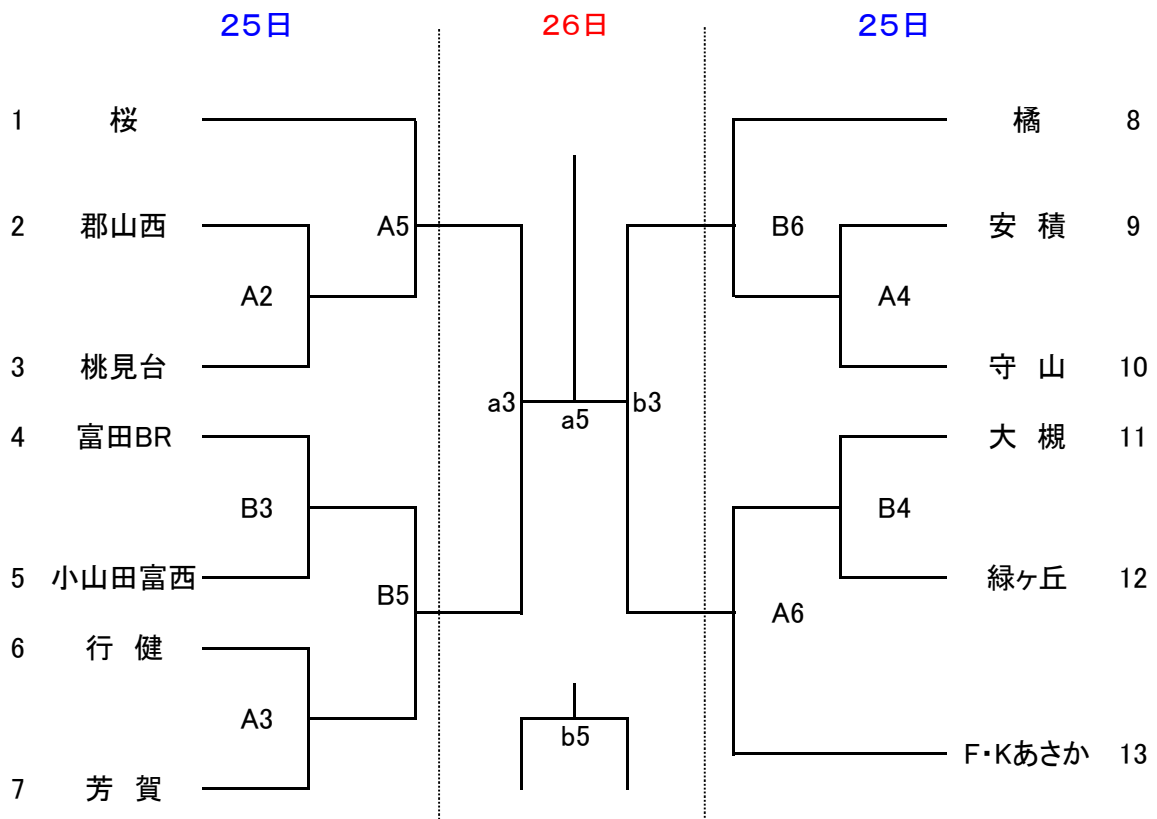 25日 26日 25日
1 桜 橘 8
2 郡山西 A5 B6 安 積 9
A2 A4
3 桃見台 守 山 10
a3 a5 b3
4 富田BR 大 槻 11
B3 B4
5 小山田富西 B5 緑ヶ丘 12
A6
6 行 健
A3 b5
F・Kあさか 13
7 芳 賀